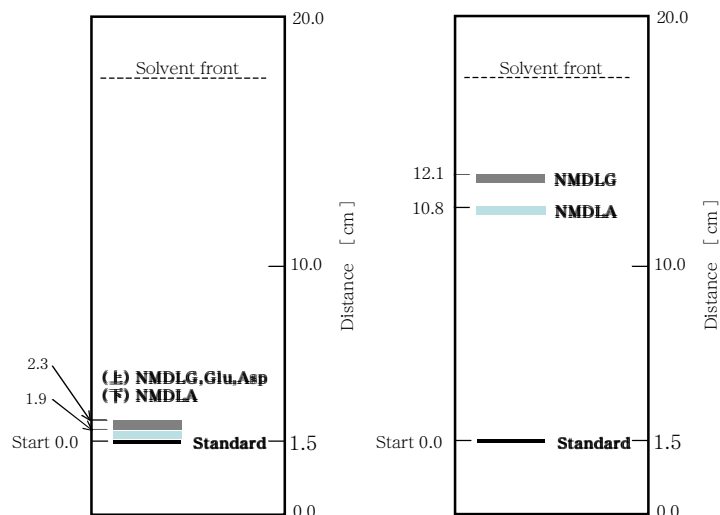 20.0
Solvent front
10.0
Distance [ cm ]
2.3
1.9
(上) NMDLG,Glu,Asp
(下) NMDLA
Start 0.0
Standard
1.5
0.0
20.0
Solvent front
12.1
NMDLG
10.8
NMDLA
10.0
Distance [ cm ]
Start 0.0
Standard
1.5
0.0